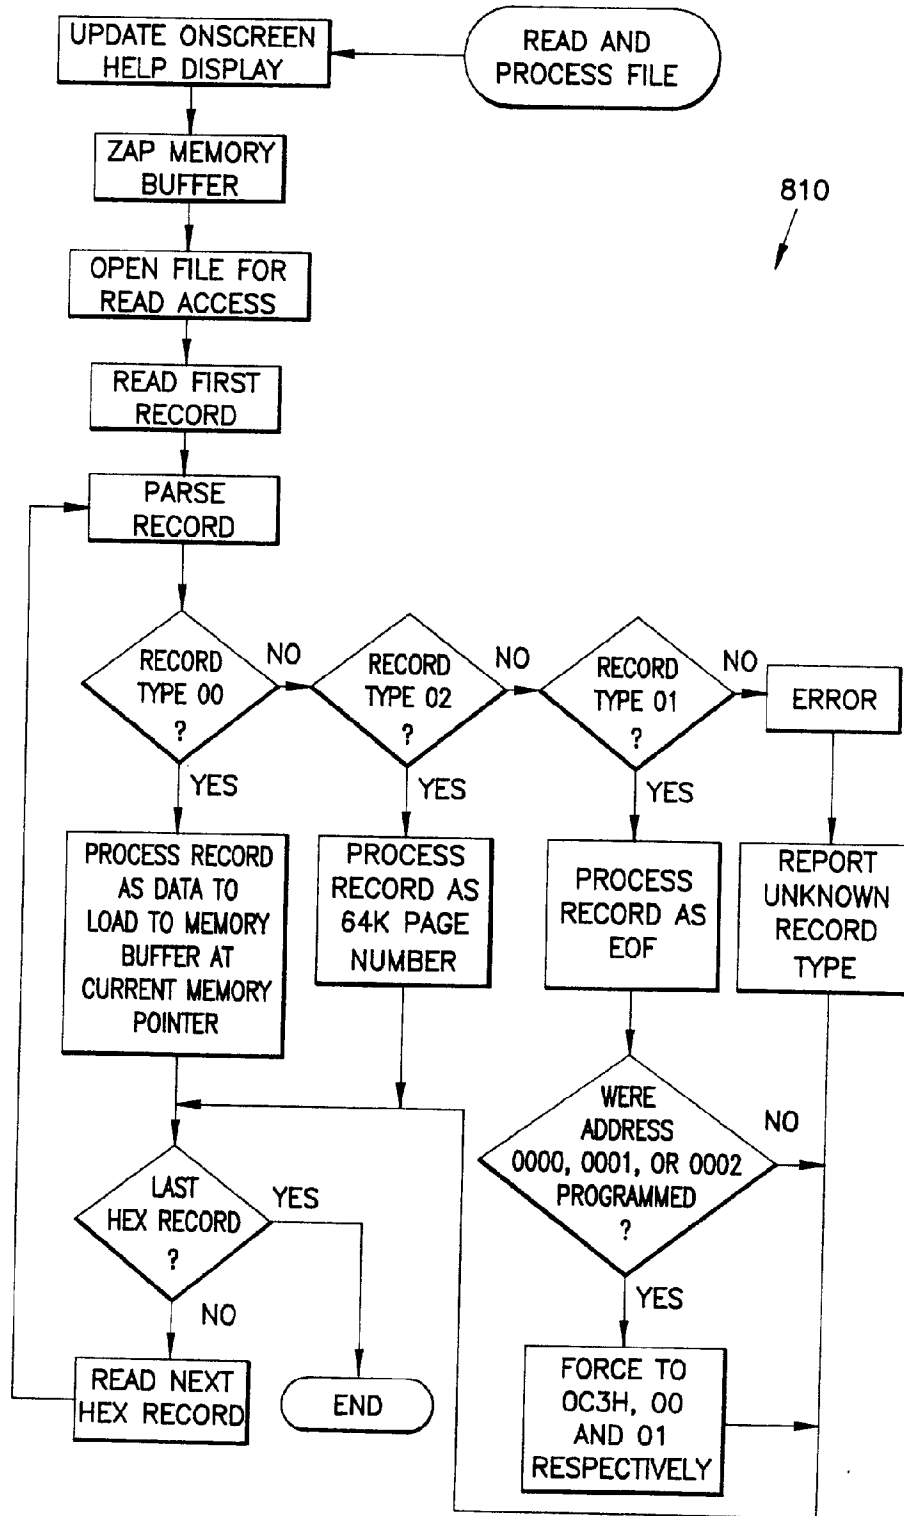 UPDATE ONSCREEN
HELP DISPLAY
READ AND
PROCESS FILE
ZAP MEMORY
BUFFER
810
OPEN FILE FOR
READ ACCESS
READ FIRST
RECORD
PARSE
RECORD
RECORD
TYPE 00
?
NO
RECORD
TYPE 02
?
NO
RECORD
TYPE 01
?
NO
ERROR
YES
YES
YES
PROCESS RECORD
AS DATA TO
LOAD TO MEMORY
BUFFER AT
CURRENT MEMORY
POINTER
PROCESS
RECORD AS
64K PAGE
NUMBER
PROCESS
RECORD AS
EOF
REPORT
UNKNOWN
RECORD
TYPE
WERE
ADDRESS
0000, 0001, OR 0002
PROGRAMMED
?
NO
YES
LAST
HEX RECORD
?
YES
NO
READ NEXT
HEX RECORD
END
FORCE TO
0C3H, 00
AND 01
RESPECTIVELY